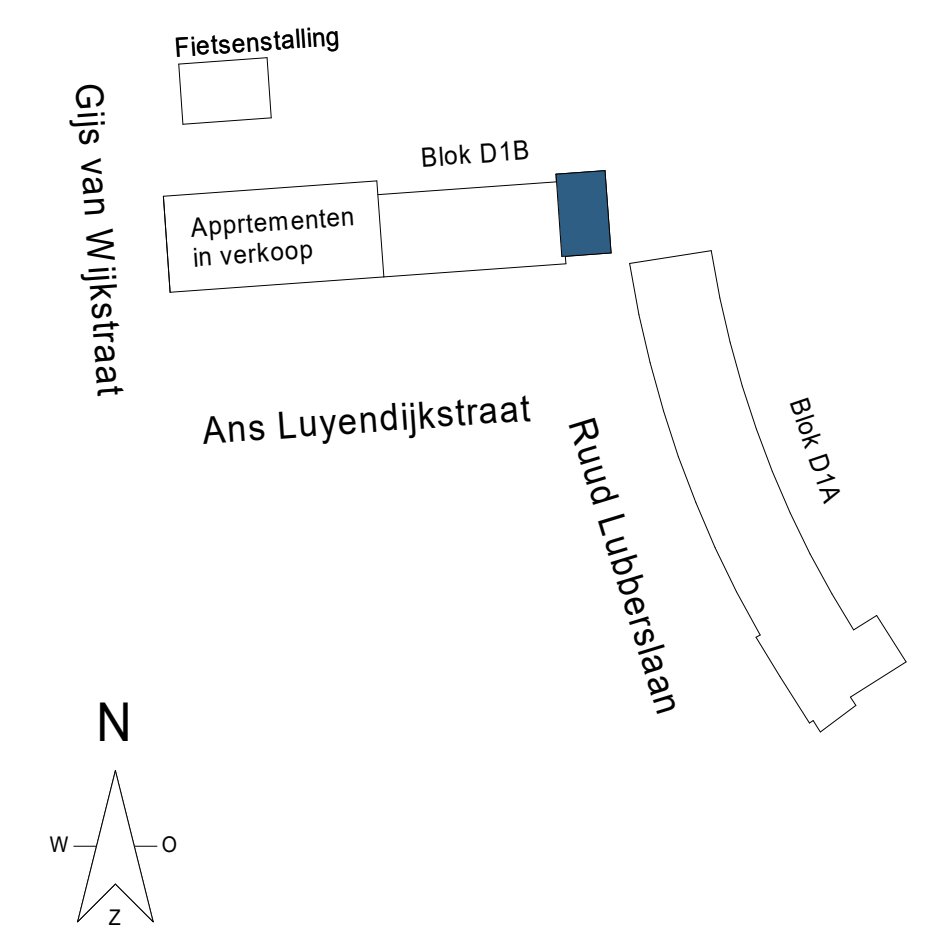 Fietsenstalling
Gijs van Wijkstraat
Blok D1B
Apprtementen
in verkoop
Ans Luyendijkstraat
Ruud Lubberslaan
Blok D1A
N
W
O
Z